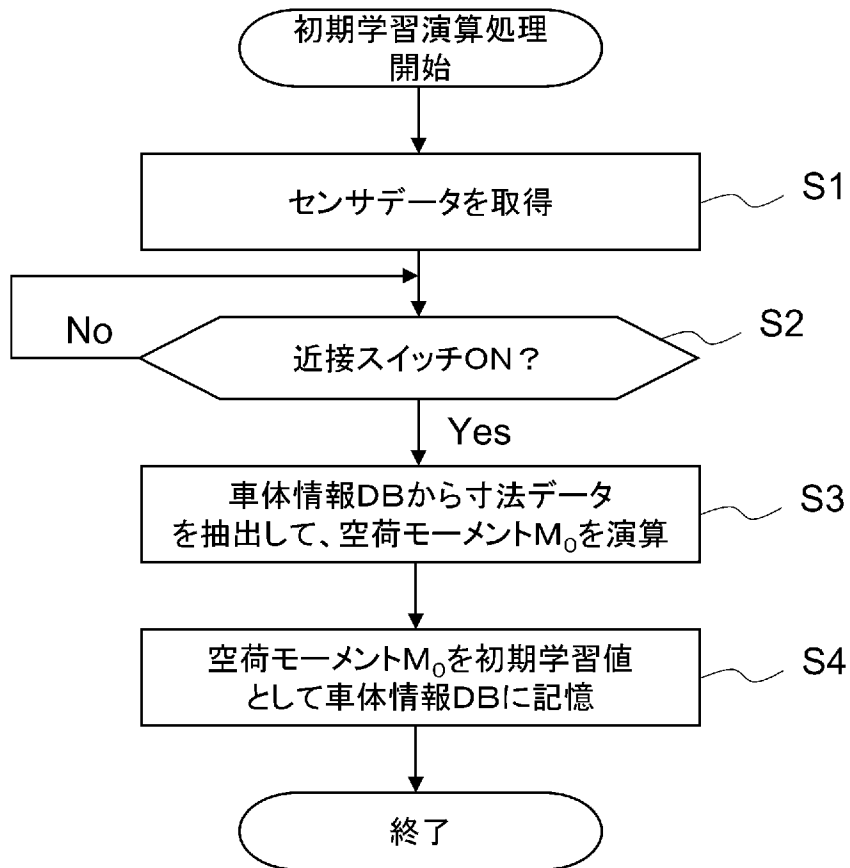 初期学習演算処理
開始
センサデータを取得
S1
No
近接スイッチON？
S2
Yes
車体情報DBから寸法データ
を抽出して、空荷モーメントM₀を演算
S3
空荷モーメントM₀を初期学習値
として車体情報DBに記憶
S4
終了